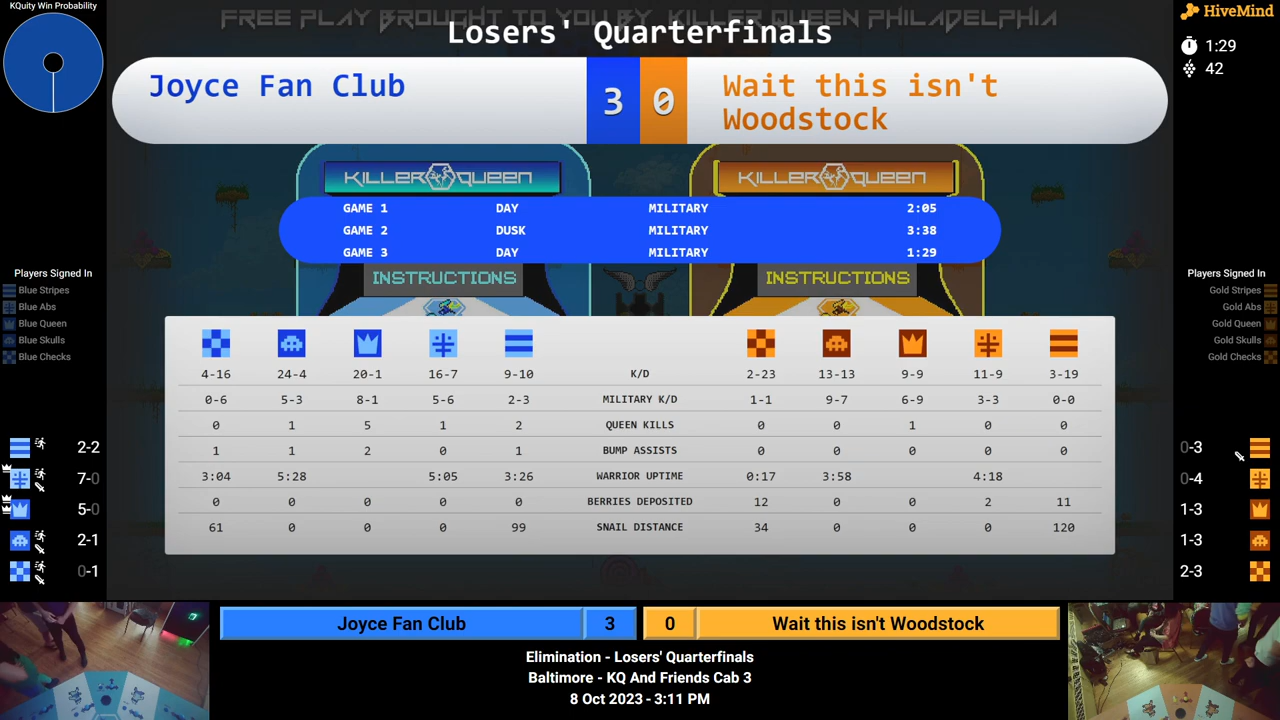 KQuity Win Probability
FREE PLAY BROUGHT TO YOU BY KILLER QUEEN PHILADELPHIA
HiveMind
Losers' Quarterfinals
1:29
42
Joyce Fan Club
3 0
Wait this isn't
Woodstock
KILLER QUEEN
KILLER QUEEN
GAME 1 DAY MILITARY 2:05
GAME 2 DUSK MILITARY 3:38
GAME 3 DAY MILITARY 1:29
INSTRUCTIONS
INSTRUCTIONS
Players Signed In
Blue Stripes
Blue Abs
Blue Queen
Blue Skulls
Blue Checks
Players Signed In
Gold Stripes
Gold Abs
Gold Queen
Gold Skulls
Gold Checks
4-16 24-4 20-1 16-7 9-10 K/D 2-23 13-13 9-9 11-9 3-19
0-6 5-3 8-1 5-6 2-3 MILITARY K/D 1-1 9-7 6-9 3-3 0-0
0 1 5 1 2 QUEEN KILLS 0 0 1 0 0
1 1 2 0 1 BUMP ASSISTS 0 0 0 0 0
3:04 5:28 5:05 3:26 WARRIOR UPTIME 0:17 3:58 4:18
0 0 0 0 0 BERRIES DEPOSITED 12 0 0 2 11
61 0 0 0 99 SNAIL DISTANCE 34 0 0 0 120
2-2
7-0
5-0
2-1
0-1
0-3
0-4
1-3
1-3
2-3
Joyce Fan Club 3 0 Wait this isn't Woodstock
Elimination - Losers' Quarterfinals
Baltimore - KQ And Friends Cab 3
8 Oct 2023 - 3:11 PM